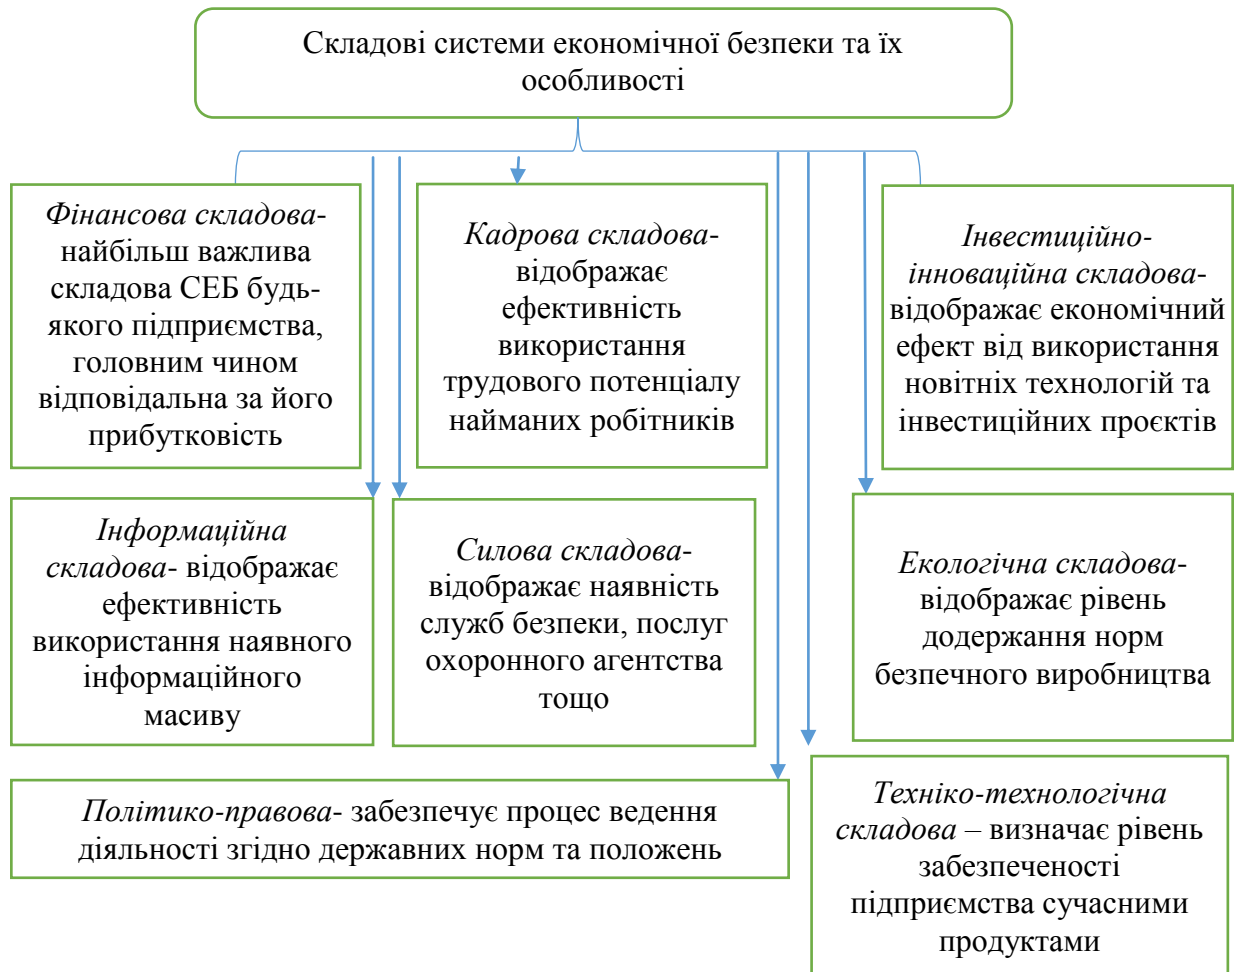 Складові системи економічної безпеки та їх
особливості
Фінансова складова-
найбільш важлива
складова СЕБ будь-
якого підприємства,
головним чином
відповідальна за його
прибутковість
Кадрова складова-
відображає
ефективність
використання
трудового потенціалу
найманих робітників
Інвестиційно-
інноваційна складова-
відображає економічний
ефект від використання
новітніх технологій та
інвестиційних проєктів
Інформаційна
складова- відображає
ефективність
використання наявного
інформаційного
масиву
Силова складова-
відображає наявність
служб безпеки, послуг
охоронного агентства
тощо
Екологічна складова-
відображає рівень
додержання норм
безпечного виробництва
Політико-правова- забезпечує процес ведення
діяльності згідно державних норм та положень
Техніко-технологічна
складова – визначає рівень
забезпеченості
підприємства сучасними
продуктами